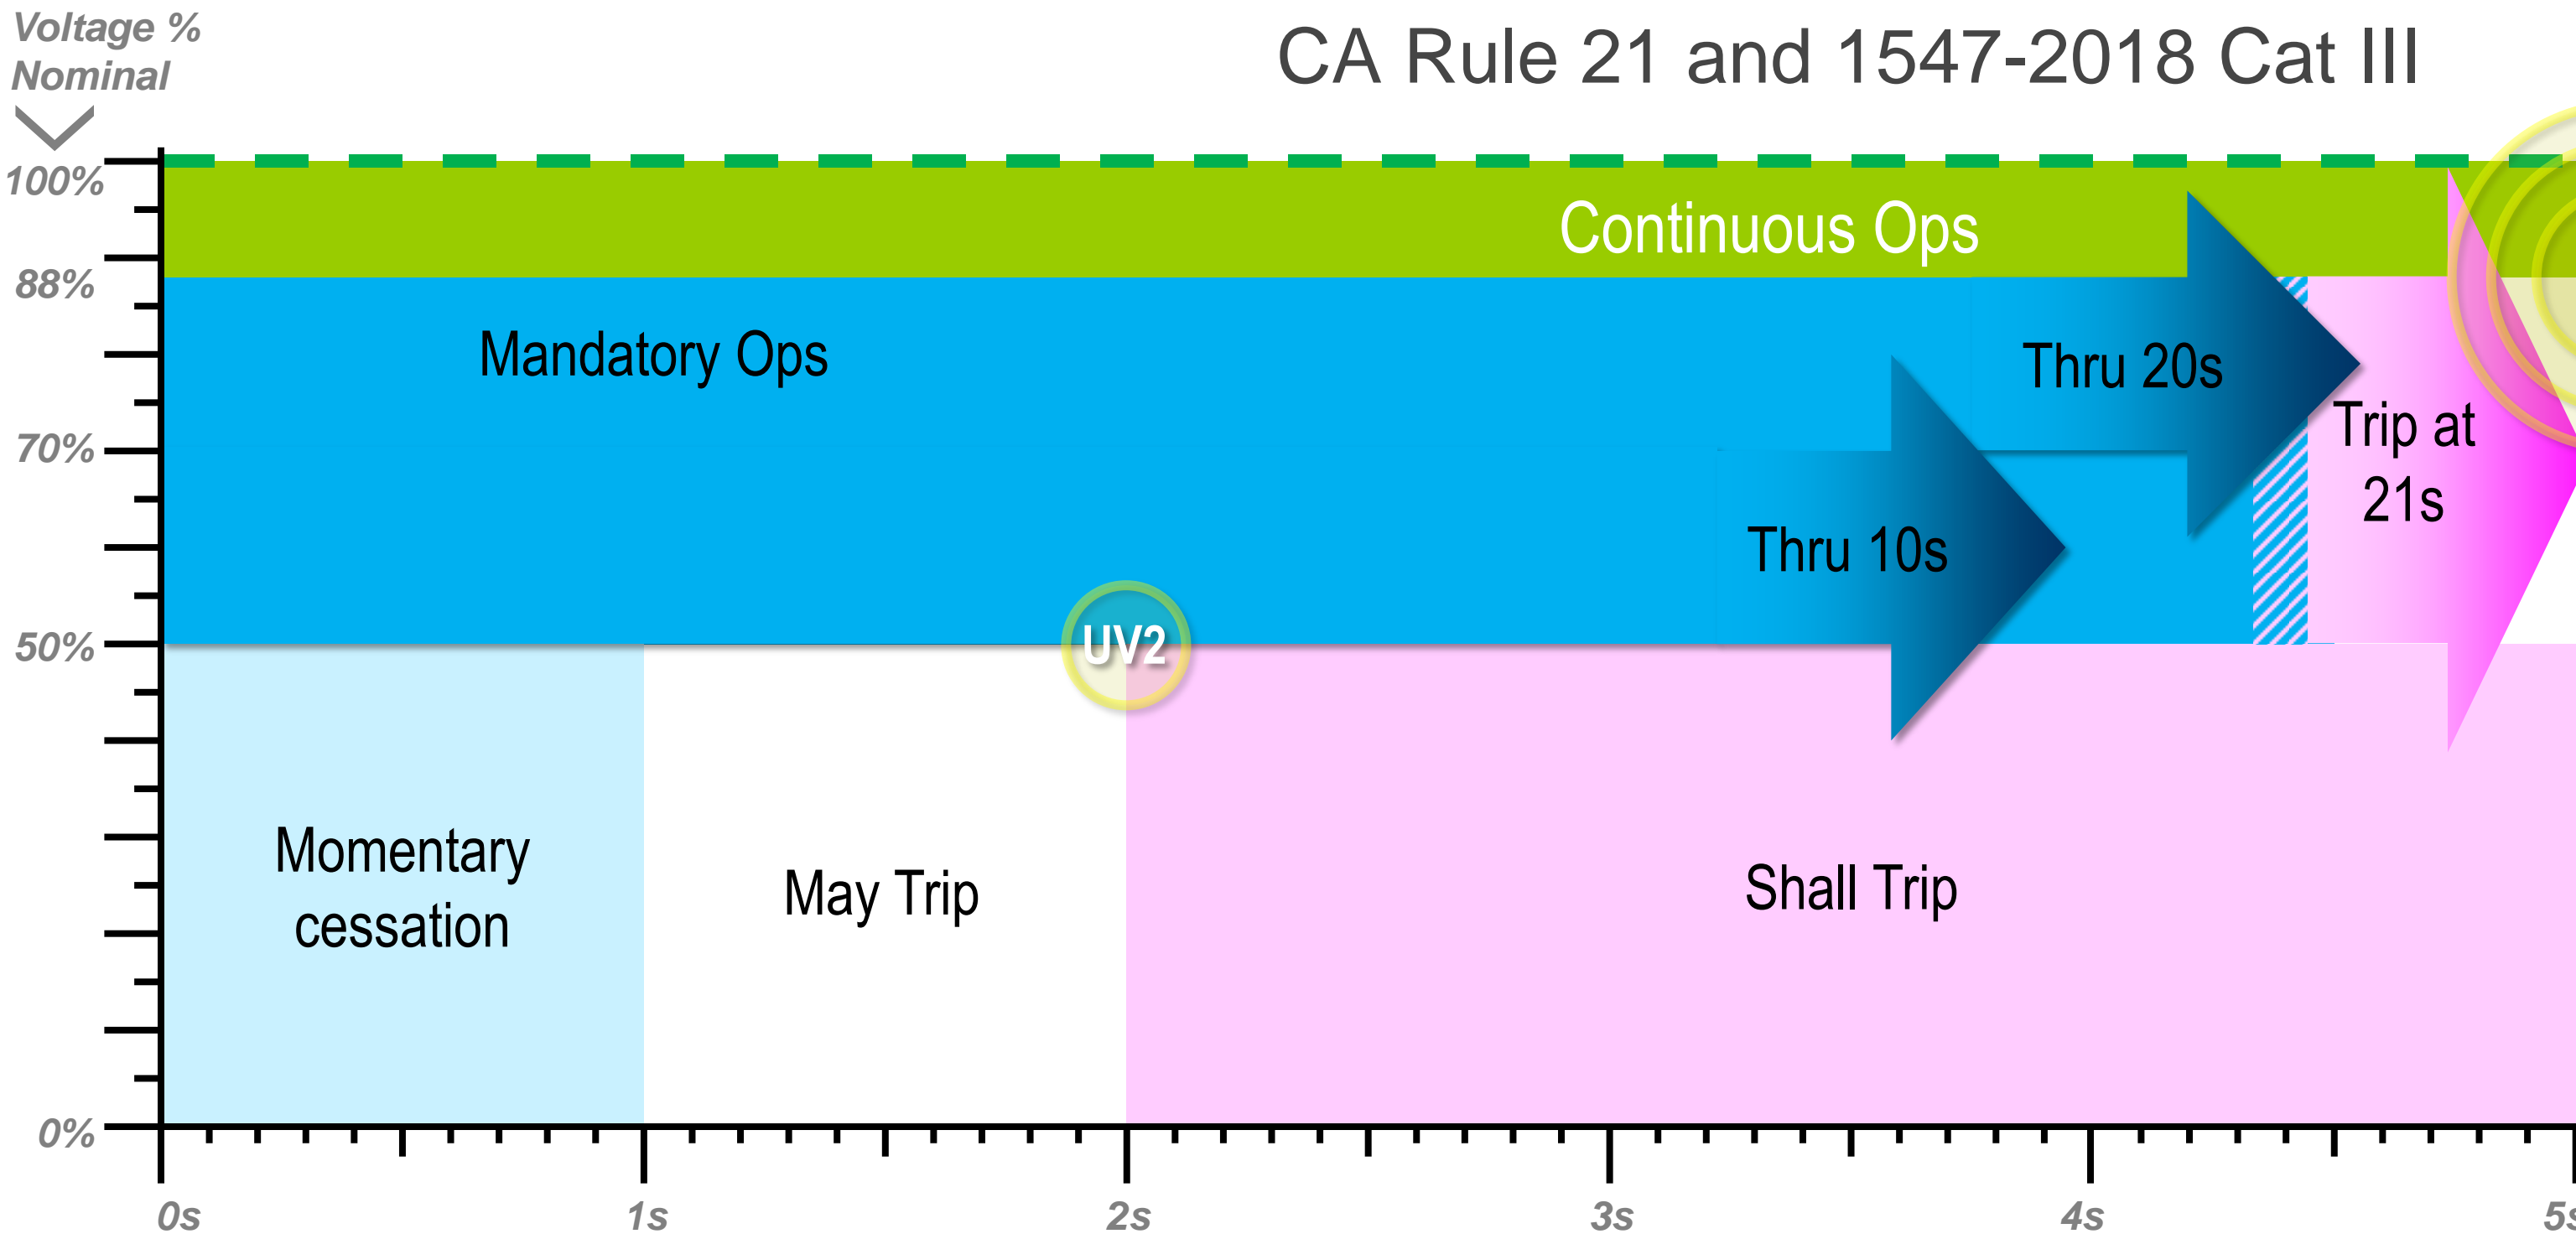 Voltage %
Nominal
CA Rule 21 and 1547-2018 Cat III
100%
Continuous Ops
88%
Mandatory Ops
Thru 20s
70%
Trip at
21s
Thru 10s
50%
UV2
Momentary
cessation
May Trip
Shall Trip
0%
0s
1s
2s
3s
4s
5s